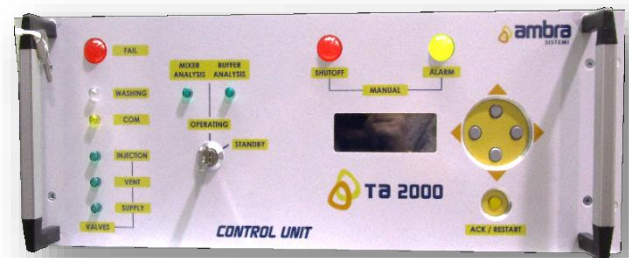 ambra
SISTEMI
FAIL
MIXER
ANALYSIS
BUFFER
ANALYSIS
SHUTOFF
ALARM
MANUAL
WASHING
COM
OPERATING
STANDBY
INJECTION
VENT
SUPPLY
VALVES
Ta 2000
CONTROL UNIT
ACK / RESTART